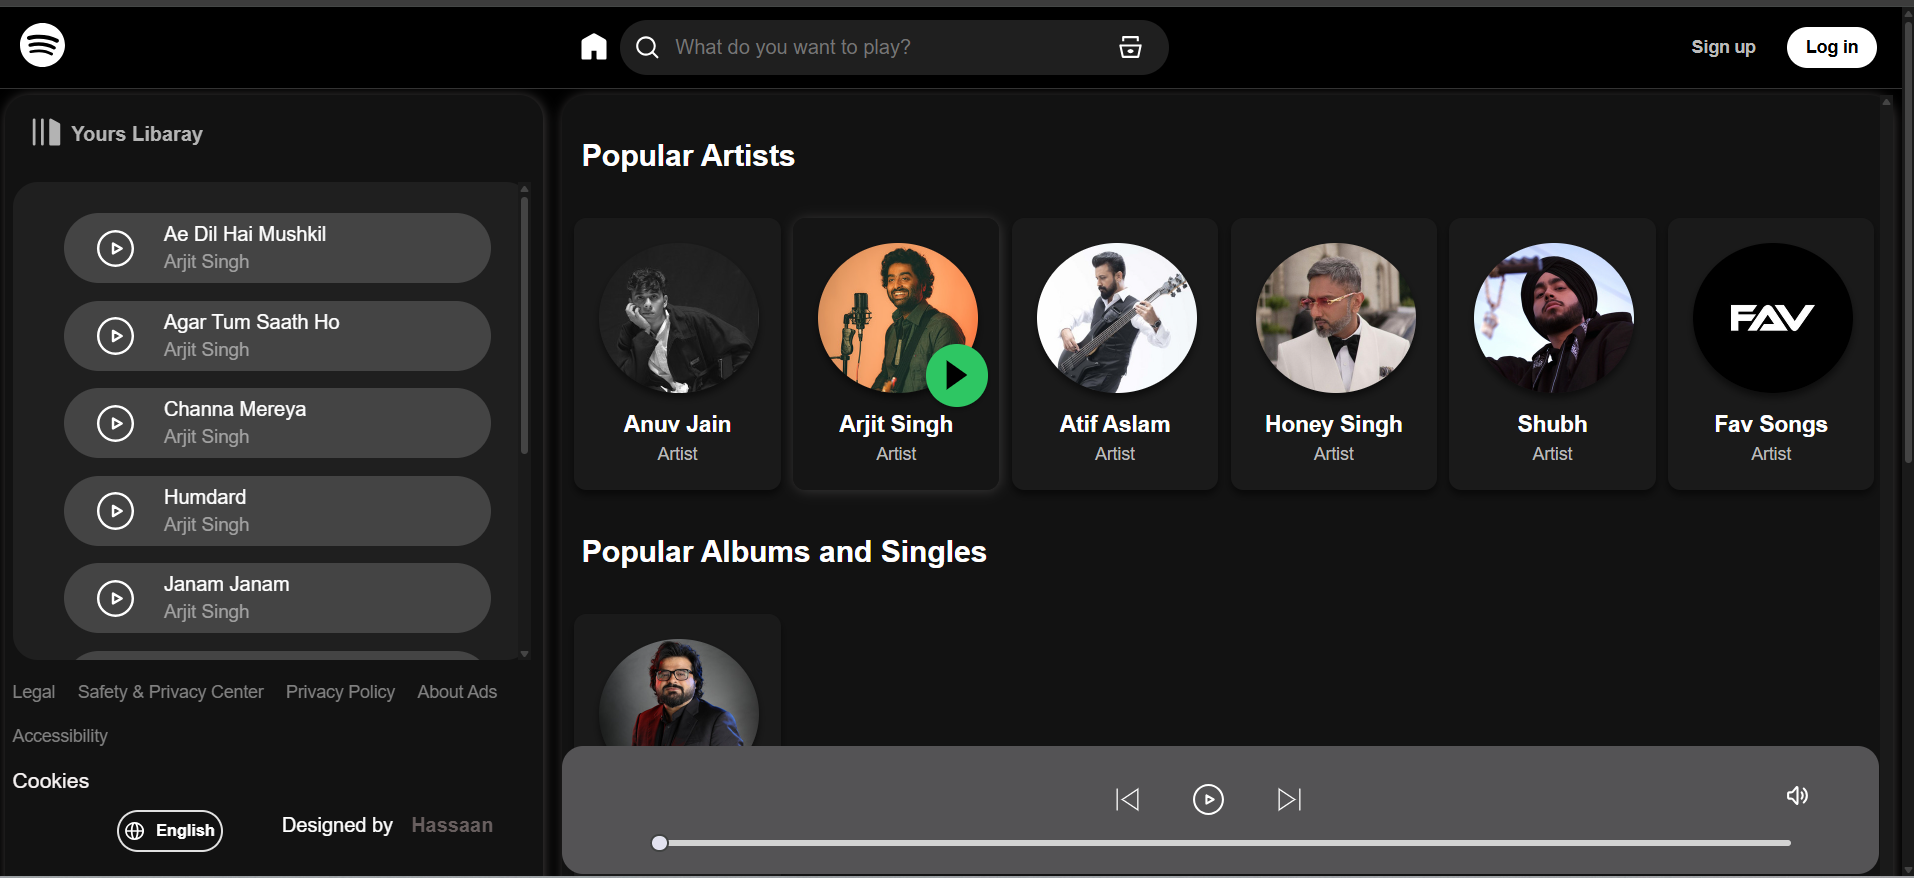 What do you want to play?
Sign up
Log in
Yours Libaray
Ae Dil Hai Mushkil
Arjit Singh
Agar Tum Saath Ho
Arjit Singh
Channa Mereya
Arjit Singh
Humdard
Arjit Singh
Janam Janam
Arjit Singh
Legal Safety & Privacy Center Privacy Policy About Ads
Accessibility
Cookies
English
Designed by Hassaan
Popular Artists
Anuv Jain
Artist
Arjit Singh
Artist
Atif Aslam
Artist
Honey Singh
Artist
Shubh
Artist
FAV
Fav Songs
Artist
Popular Albums and Singles